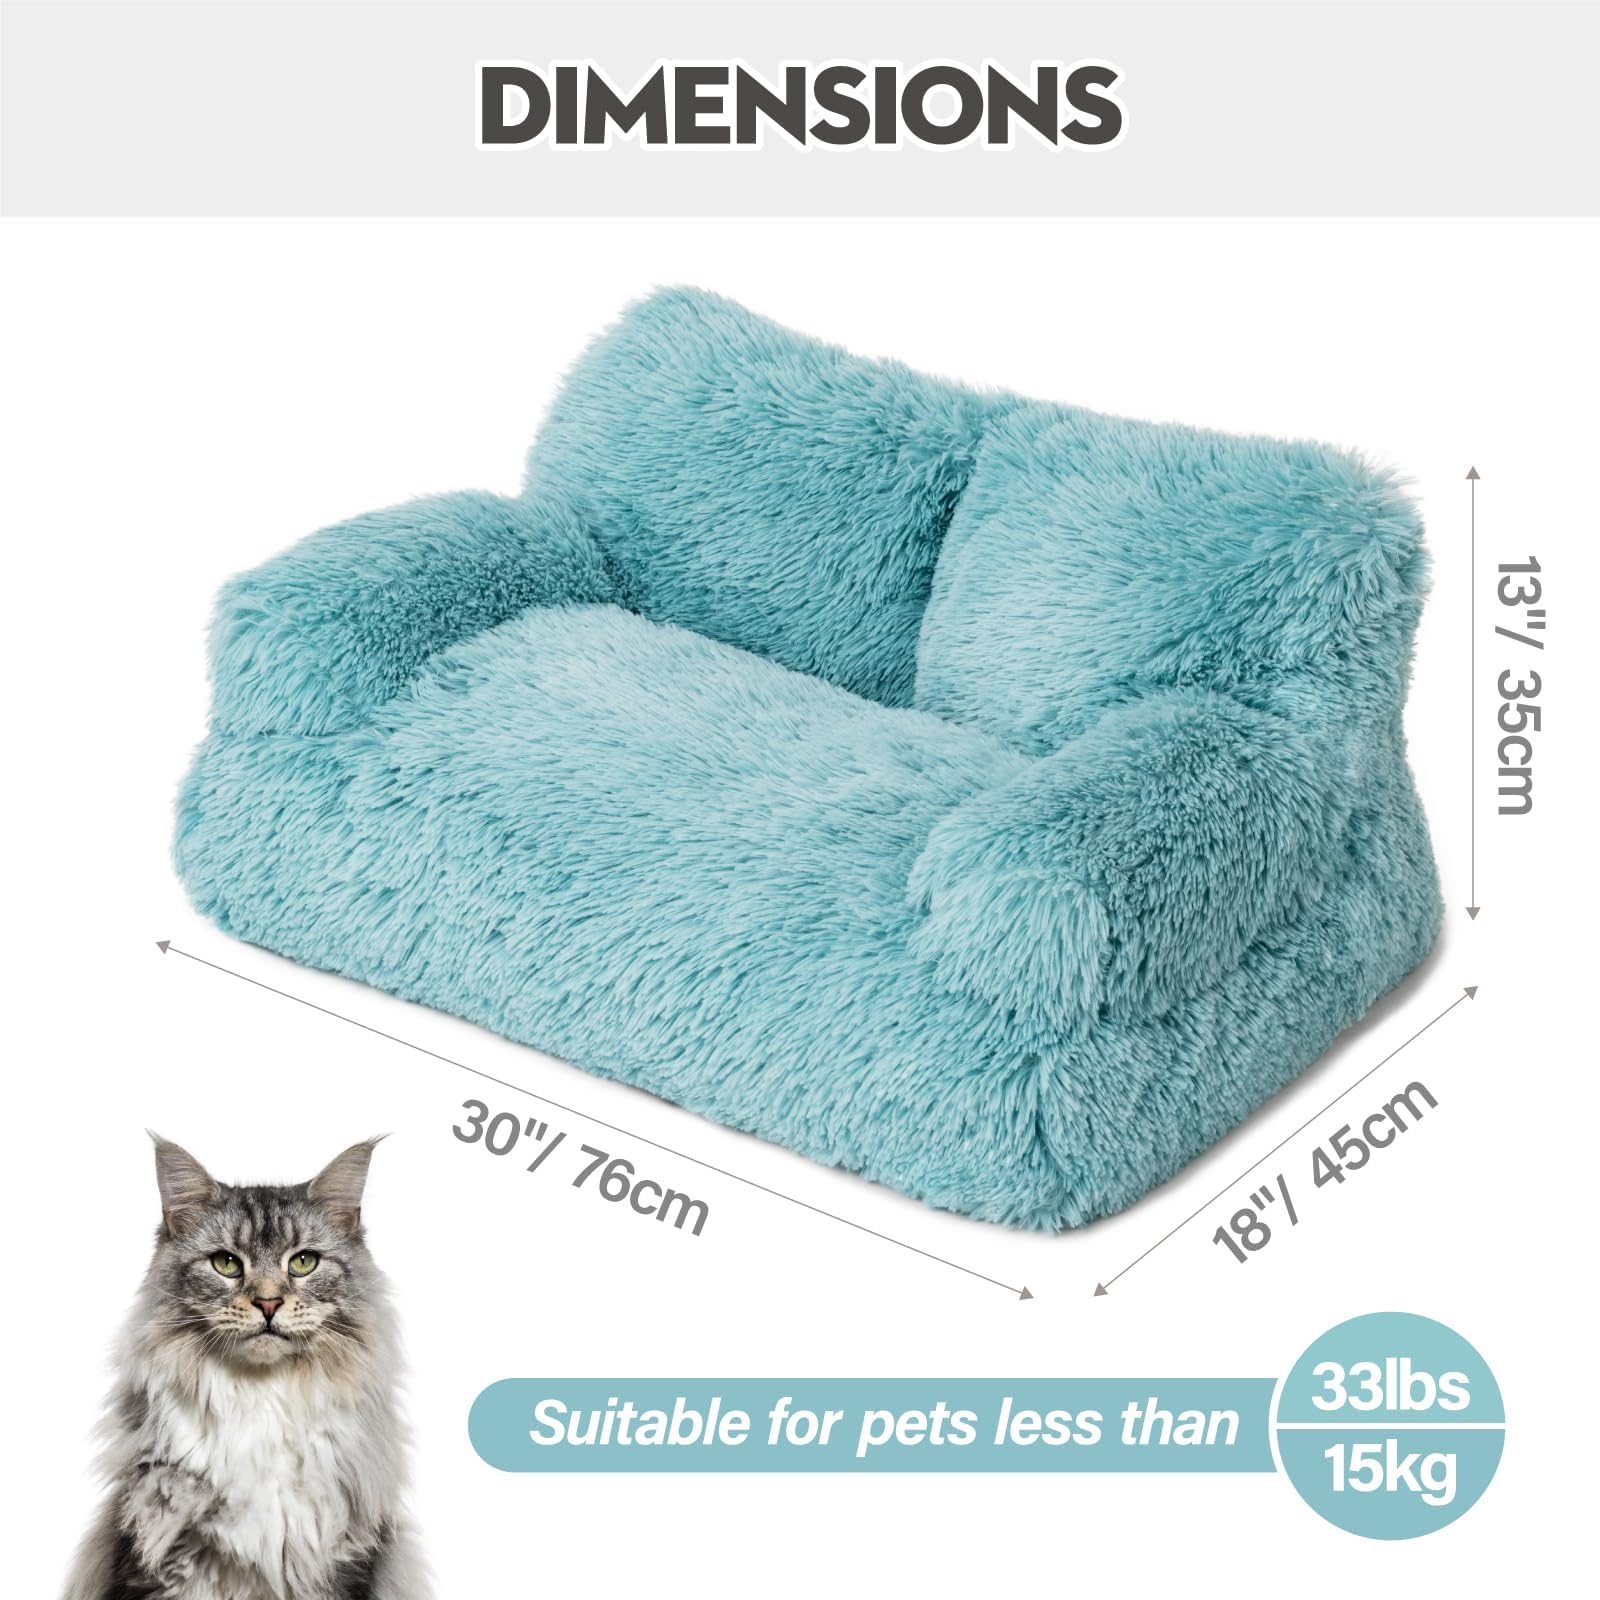 DIMENSIONS
13"/ 35cm
30"/ 76cm
18"/ 45cm
Suitable for pets less than
33lbs
15kg